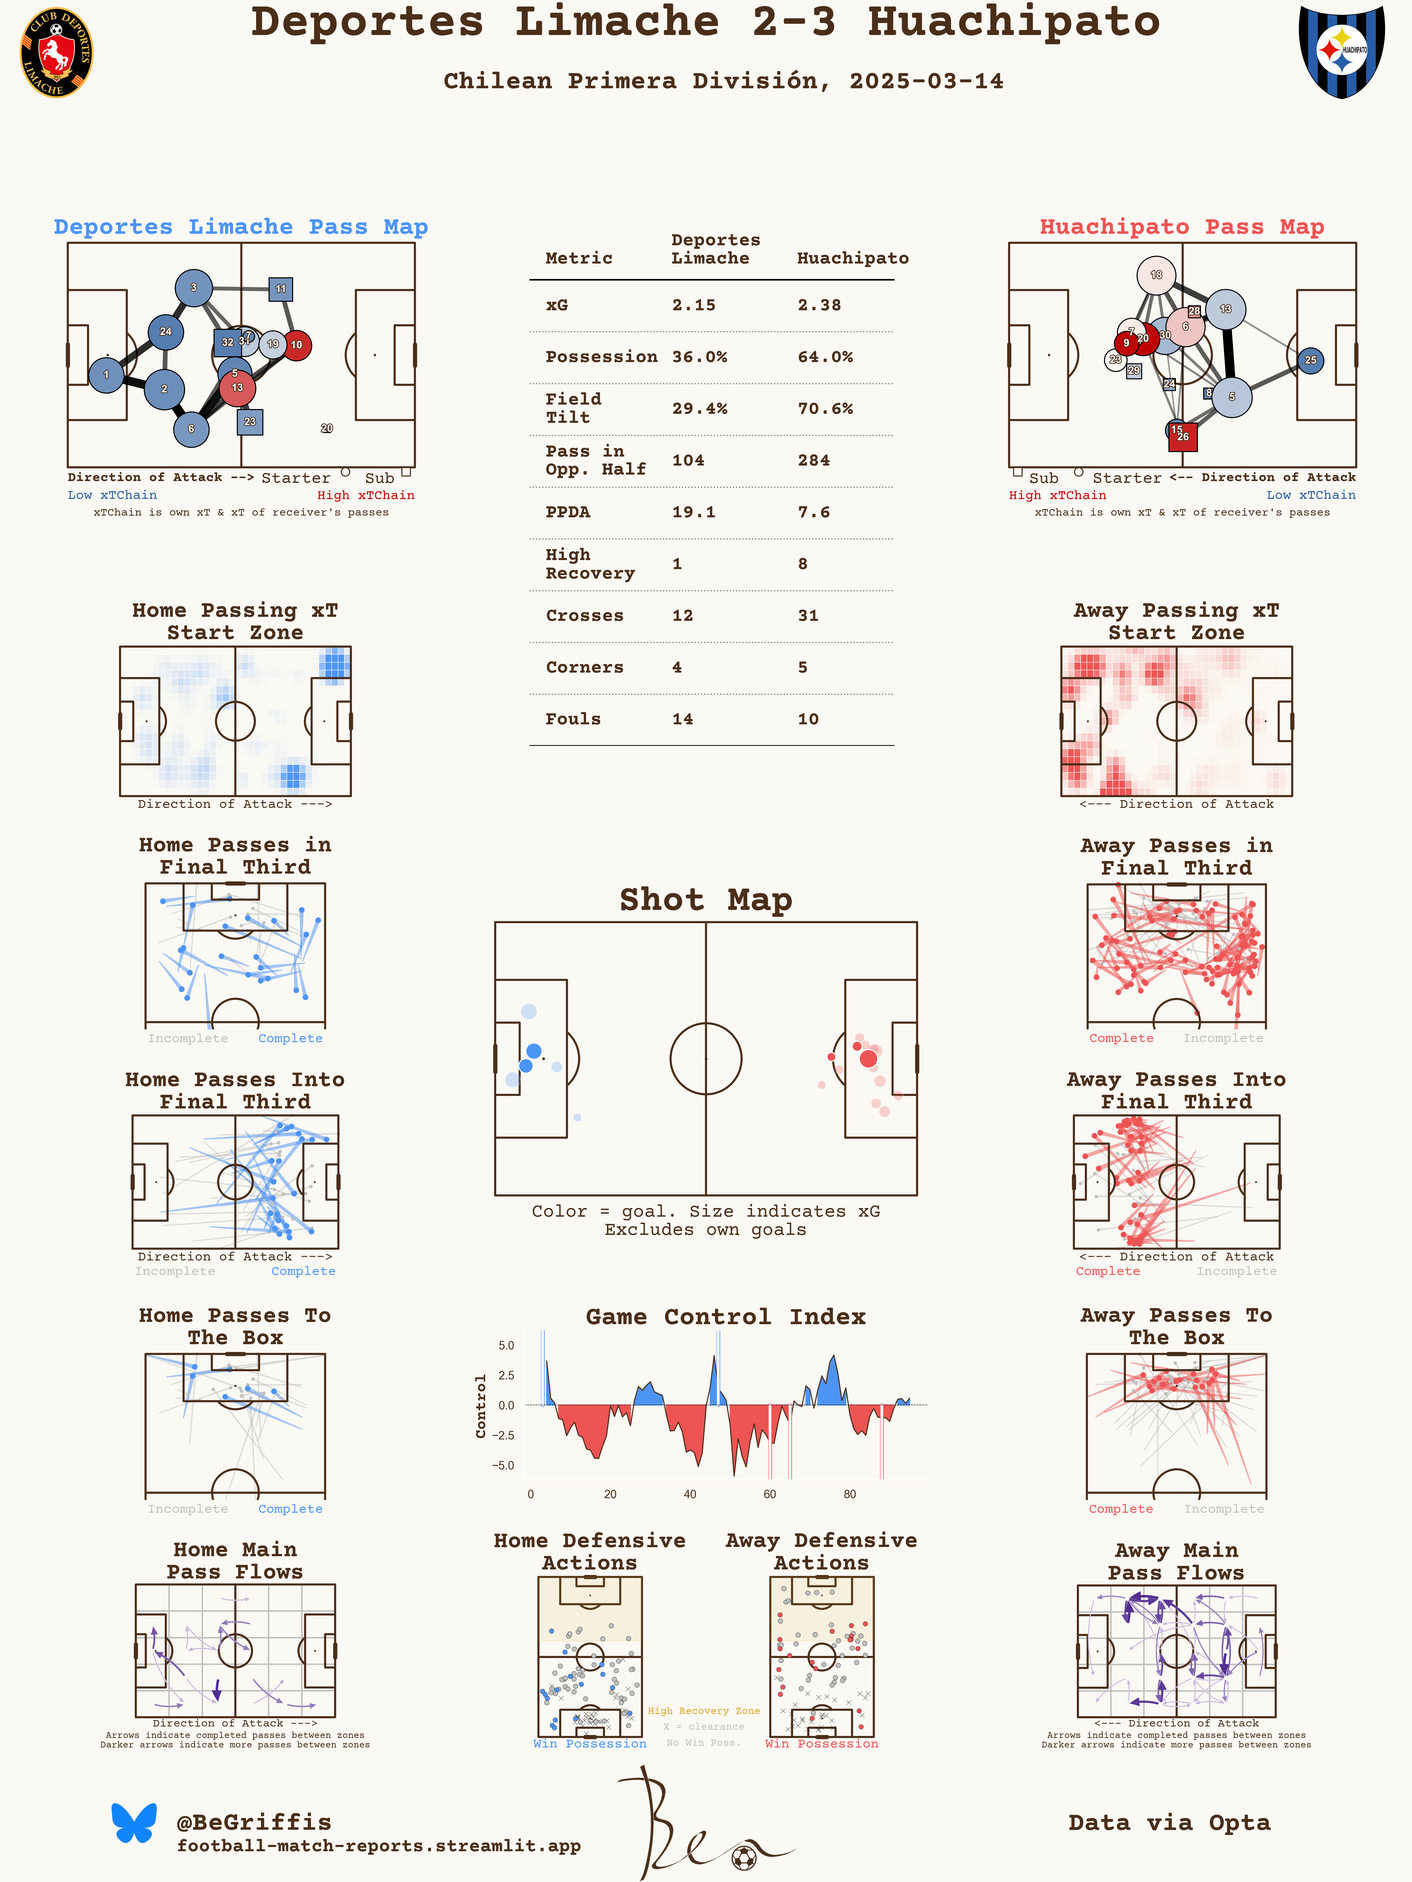 Deportes Limache 2-3 Huachipato
Chilean Primera División, 2025-03-14
CLUB DEPORTES
LIMACHE
HUACHIPATO
Deportes Limache Pass Map
3
11
24
32
7
19
10
1
2
5
13
6
23
20
Direction of Attack --> Starter Sub
Low xTChain High xTChain
xTChain is own xT & xT of receiver's passes
Metric Deportes Limache Huachipato
xG 2.15 2.38
Possession 36.0% 64.0%
Field Tilt 29.4% 70.6%
Pass in Opp. Half 104 284
PPDA 19.1 7.6
High Recovery 1 8
Crosses 12 31
Corners 4 5
Fouls 14 10
Huachipato Pass Map
18
28
13
7
6
20
30
9
23
29
24
8
5
25
15
26
Sub Starter <-- Direction of Attack
High xTChain Low xTChain
xTChain is own xT & xT of receiver's passes
Home Passing xT
Start Zone
Direction of Attack --->
Away Passing xT
Start Zone
<--- Direction of Attack
Home Passes in
Final Third
Incomplete Complete
Away Passes in
Final Third
Complete Incomplete
Shot Map
Color = goal. Size indicates xG
Excludes own goals
Home Passes Into
Final Third
Direction of Attack --->
Incomplete Complete
Away Passes Into
Final Third
<--- Direction of Attack
Complete Incomplete
Home Passes To
The Box
Incomplete Complete
Game Control Index
Control
5.0
2.5
0.0
−2.5
−5.0
0 20 40 60 80
Away Passes To
The Box
Complete Incomplete
Home Main
Pass Flows
Direction of Attack --->
Arrows indicate completed passes between zones
Darker arrows indicate more passes between zones
Home Defensive
Actions
Win Possession
Away Defensive
Actions
Win Possession
High Recovery Zone
X = clearance
No Win Poss.
Away Main
Pass Flows
<--- Direction of Attack
Arrows indicate completed passes between zones
Darker arrows indicate more passes between zones
@BeGriffis
football-match-reports.streamlit.app
Ben
Data via Opta